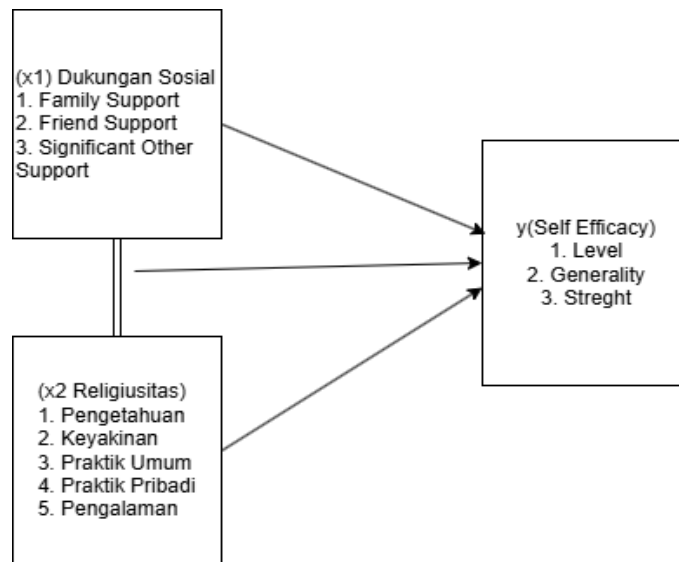 (x1) Dukungan Sosial
1. Family Support
2. Friend Support
3. Significant Other
Support
y(Self Efficacy)
1. Level
2. Generality
3. Streght
(x2 Religiusitas)
1. Pengetahuan
2. Keyakinan
3. Praktik Umum
4. Praktik Pribadi
5. Pengalaman